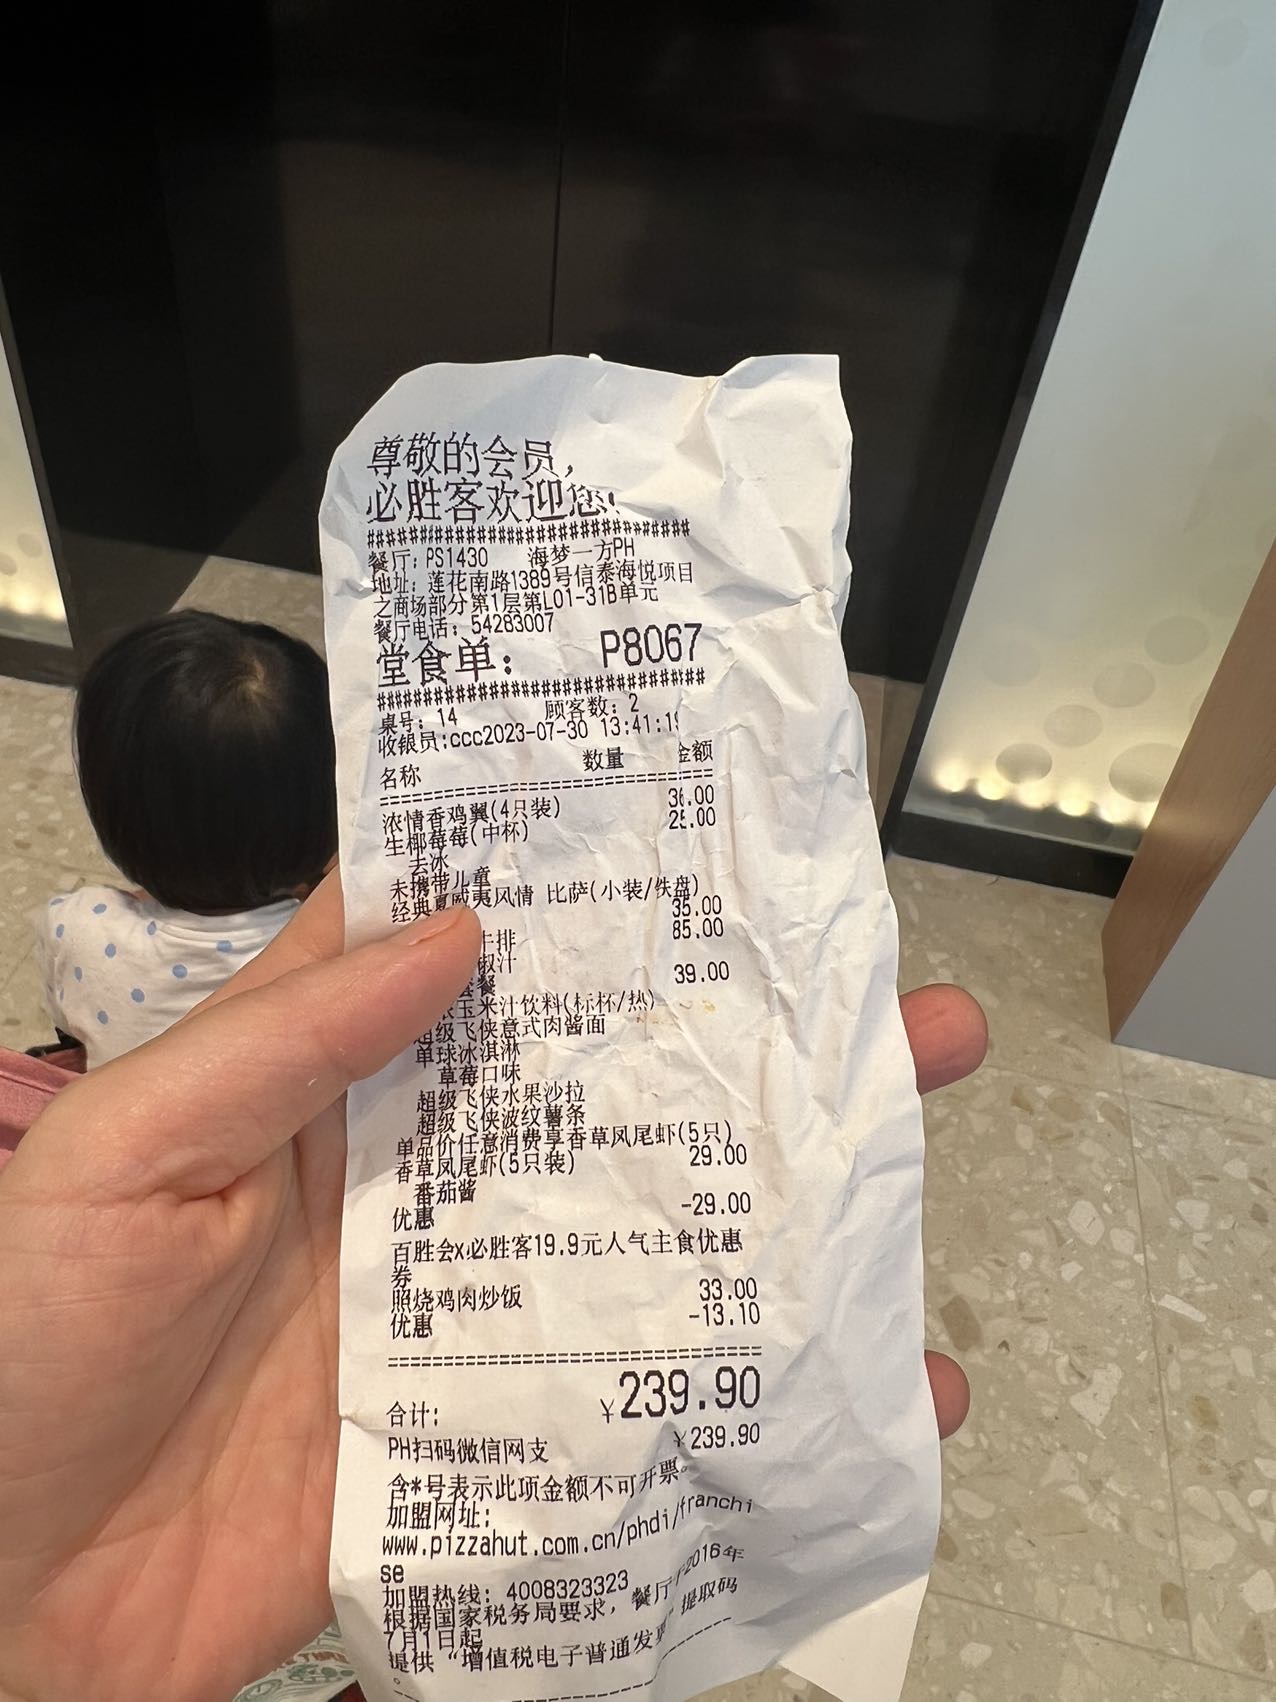 尊敬的会员，
必胜客欢迎您！
##############################
餐厅：PS1430 海梦一方PH
地址：莲花南路1389号信泰海悦项目
之商场部分第1层第L01-31B单元
餐厅电话：54283007
堂食单： P8067
##############################
桌号：14 顾客数：2
收银员:ccc2023-07-30 13:41:1
名称 数量 金额
==============================
浓情香鸡翼(4只装) 36.00
生椰莓莓(中杯) 25.00
去冰
未携带儿童
经典夏威夷风情 比萨(小装/铁盘)
35.00
牛排 85.00
椒汁
套餐 39.00
玉米汁饮料(标杯/热)
超级飞侠意式肉酱面
单球冰淇淋
草莓口味
超级飞侠水果沙拉
超级飞侠波纹薯条
单品价任意消费享香草凤尾虾(5只)
香草凤尾虾(5只装) 29.00
番茄酱
优惠 -29.00
百胜会x必胜客19.9元人气主食优惠
券
照烧鸡肉炒饭 33.00
优惠 -13.10
==============================
合计: ￥239.90
PH扫码微信网支 ￥239.90
含*号表示此项金额不可开票。
加盟网址:
www.pizzahut.com.cn/phdi/franchi
se
加盟热线: 4008323323
根据国家税务局要求，餐厅于2016年
7月1日起
提供“增值税电子普通发票”提取码
。